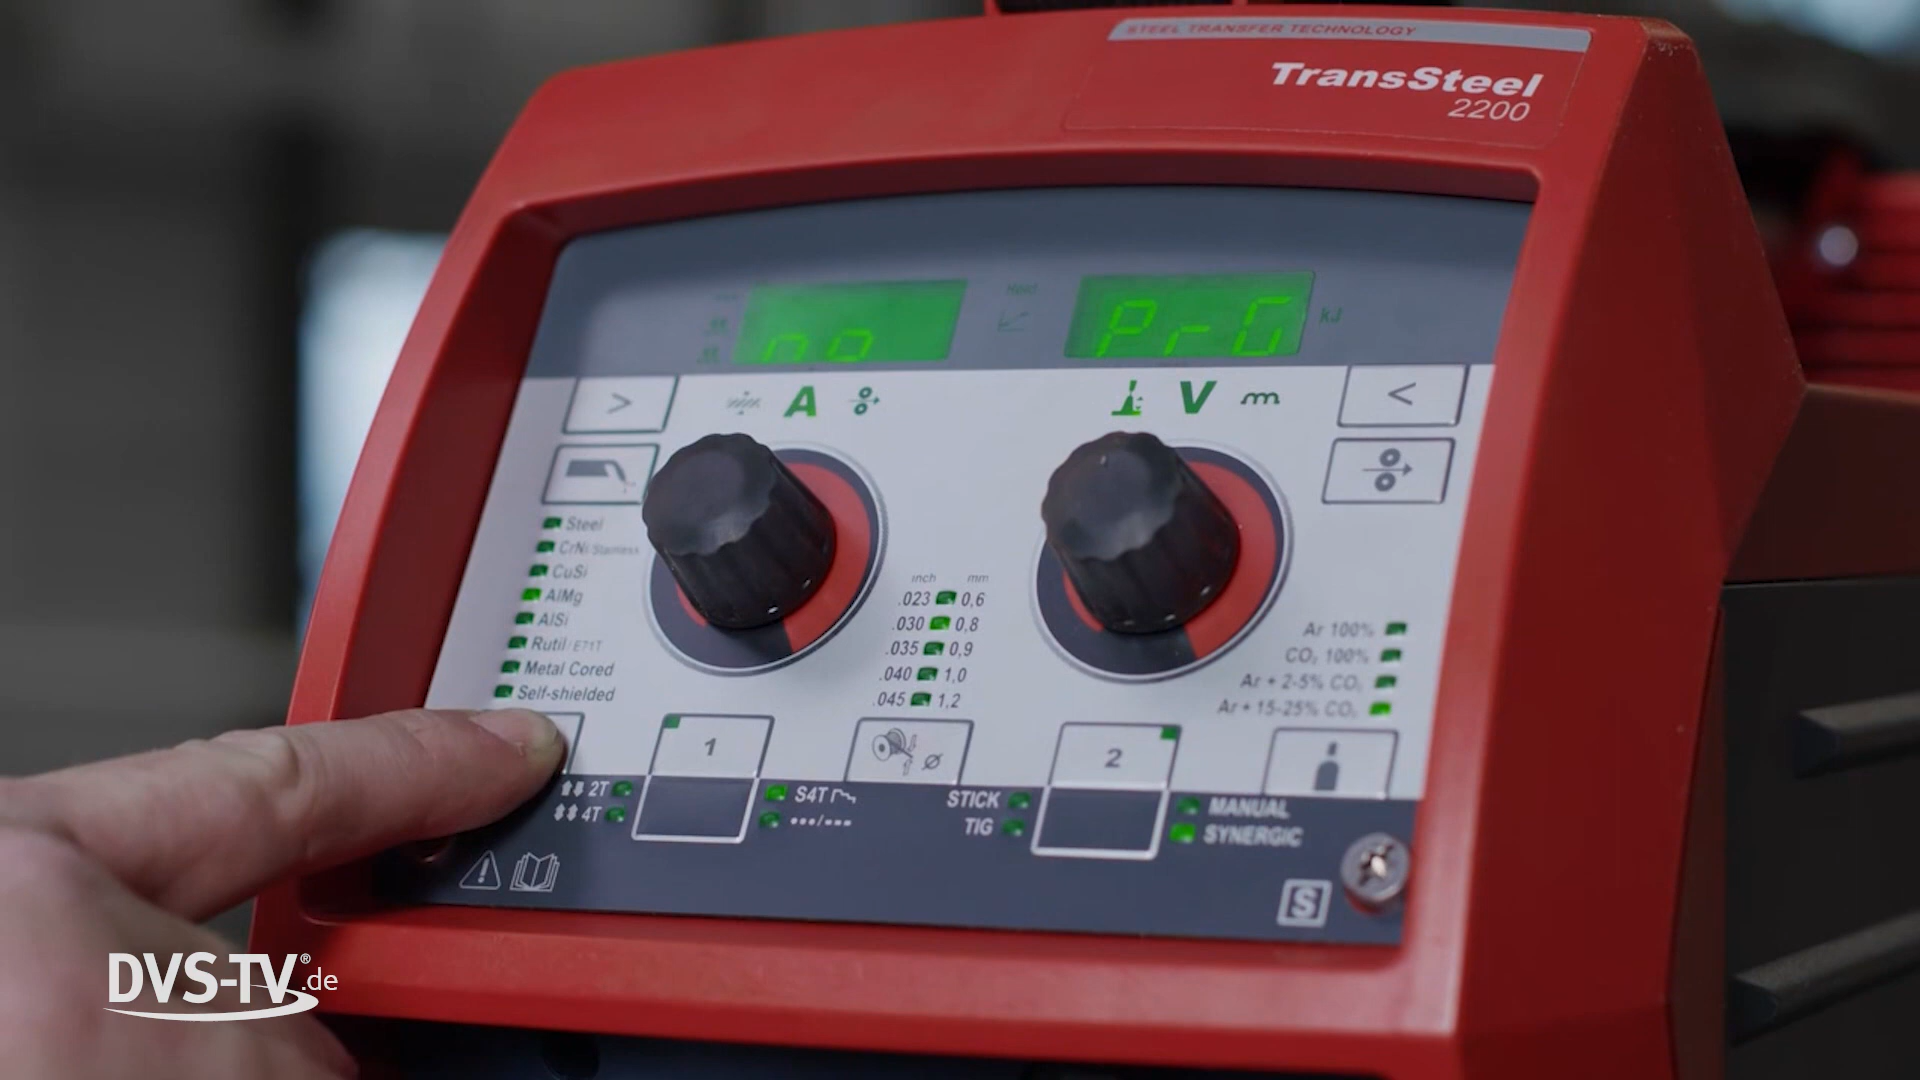 STEEL TRANSFER TECHNOLOGY
TransSteel
2200
no PrG
kJ
A V
> <
Steel
CrNi Stainless
CuSi
AlMg
AlSi
Rutil / E71T
Metal Cored
Self-shielded
inch mm
.023 0,6
.030 0,8
.035 0,9
.040 1,0
.045 1,2
Ar 100%
CO₂ 100%
Ar + 2-5% CO₂
Ar + 15-25% CO₂
1
2
2T
4T
S4T
STICK
TIG
MANUAL
SYNERGIC
S
DVS-TV®.de